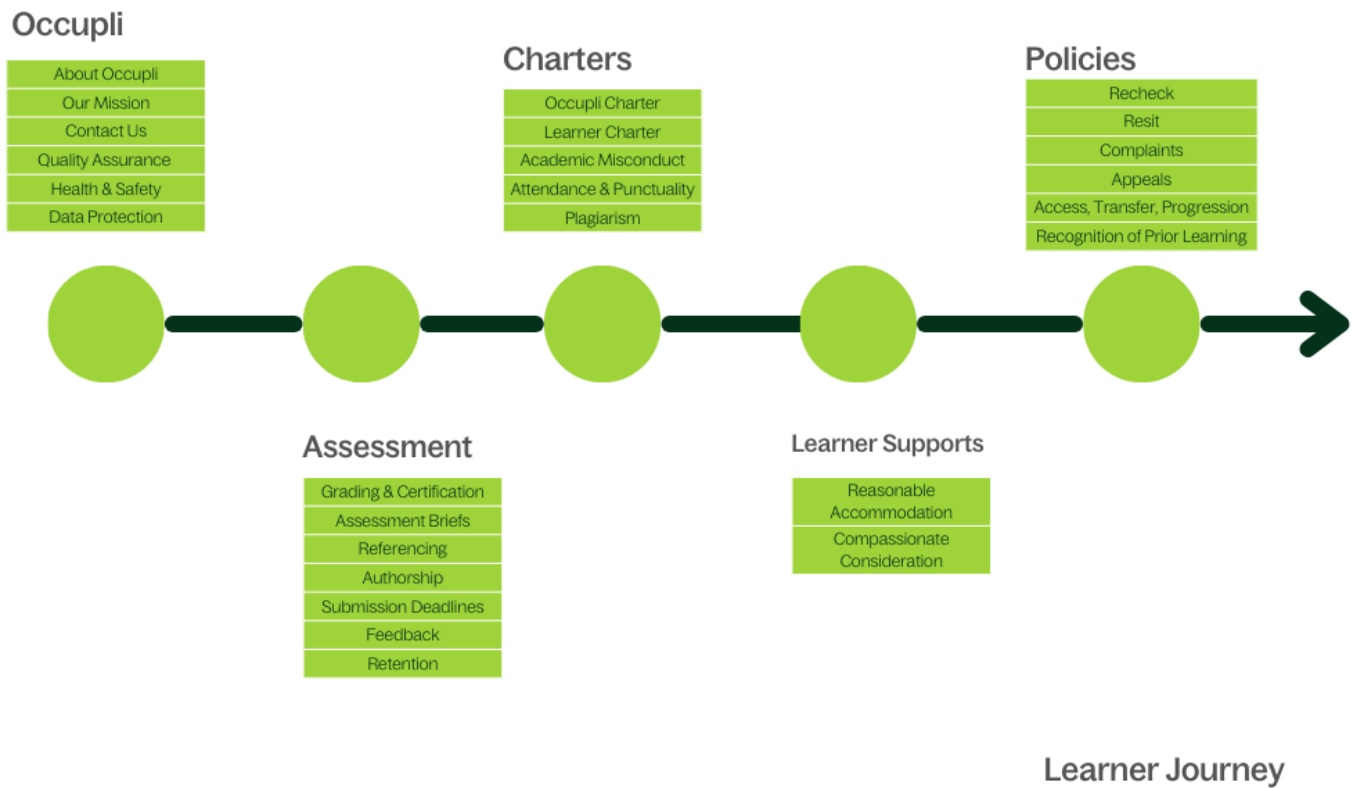 Occupli
About Occupli
Our Mission
Contact Us
Quality Assurance
Health & Safety
Data Protection
Charters
Occupli Charter
Learner Charter
Academic Misconduct
Attendance & Punctuality
Plagiarism
Policies
Recheck
Resit
Complaints
Appeals
Access, Transfer, Progression
Recognition of Prior Learning
Assessment
Grading & Certification
Assessment Briefs
Referencing
Authorship
Submission Deadlines
Feedback
Retention
Learner Supports
Reasonable
Accommodation
Compassionate
Consideration
Learner Journey